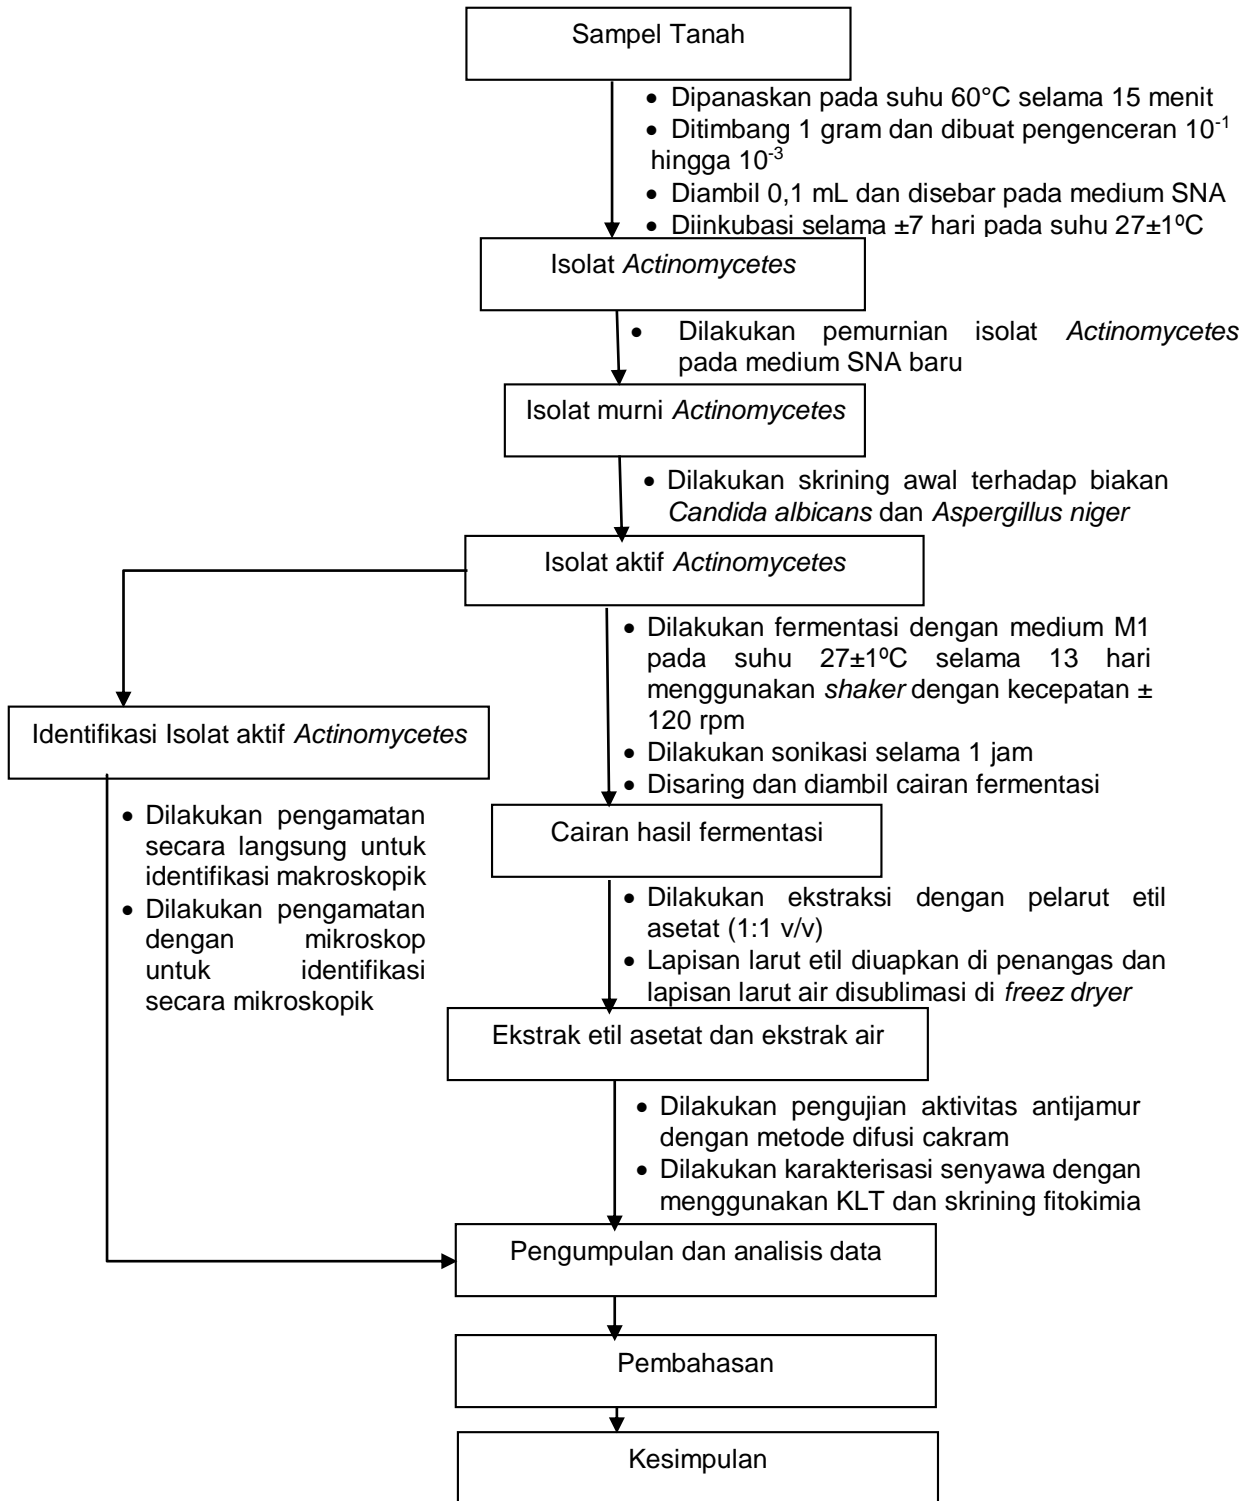 Sampel Tanah
• Dipanaskan pada suhu 60°C selama 15 menit
• Ditimbang 1 gram dan dibuat pengenceran 10⁻¹
hingga 10⁻³
• Diambil 0,1 mL dan disebar pada medium SNA
• Diinkubasi selama ±7 hari pada suhu 27±1⁰C
Isolat Actinomycetes
• Dilakukan pemurnian isolat Actinomycetes
pada medium SNA baru
Isolat murni Actinomycetes
• Dilakukan skrining awal terhadap biakan
Candida albicans dan Aspergillus niger
Isolat aktif Actinomycetes
• Dilakukan fermentasi dengan medium M1
pada suhu 27±1⁰C selama 13 hari
menggunakan shaker dengan kecepatan ±
120 rpm
• Dilakukan sonikasi selama 1 jam
• Disaring dan diambil cairan fermentasi
Identifikasi Isolat aktif Actinomycetes
• Dilakukan pengamatan
secara langsung untuk
identifikasi makroskopik
• Dilakukan pengamatan
dengan mikroskop
untuk identifikasi
secara mikroskopik
Cairan hasil fermentasi
• Dilakukan ekstraksi dengan pelarut etil
asetat (1:1 v/v)
• Lapisan larut etil diuapkan di penangas dan
lapisan larut air disublimasi di freez dryer
Ekstrak etil asetat dan ekstrak air
• Dilakukan pengujian aktivitas antijamur
dengan metode difusi cakram
• Dilakukan karakterisasi senyawa dengan
menggunakan KLT dan skrining fitokimia
Pengumpulan dan analisis data
Pembahasan
Kesimpulan